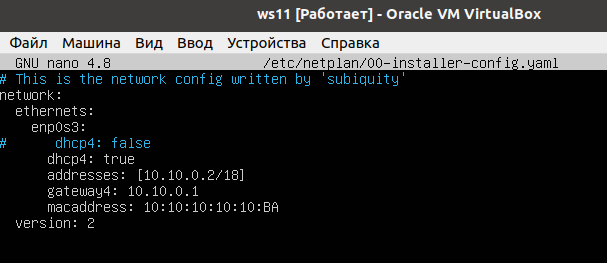 ws11 [Работает] - Oracle VM VirtualBox
Файл Машина Вид Ввод Устройства Справка
GNU nano 4.8 /etc/netplan/00-installer-config.yaml
# This is the network config written by 'subiquity'
network:
  ethernets:
    enp0s3:
#      dhcp4: false
      dhcp4: true
      addresses: [10.10.0.2/18]
      gateway4: 10.10.0.1
      macaddress: 10:10:10:10:10:BA
  version: 2